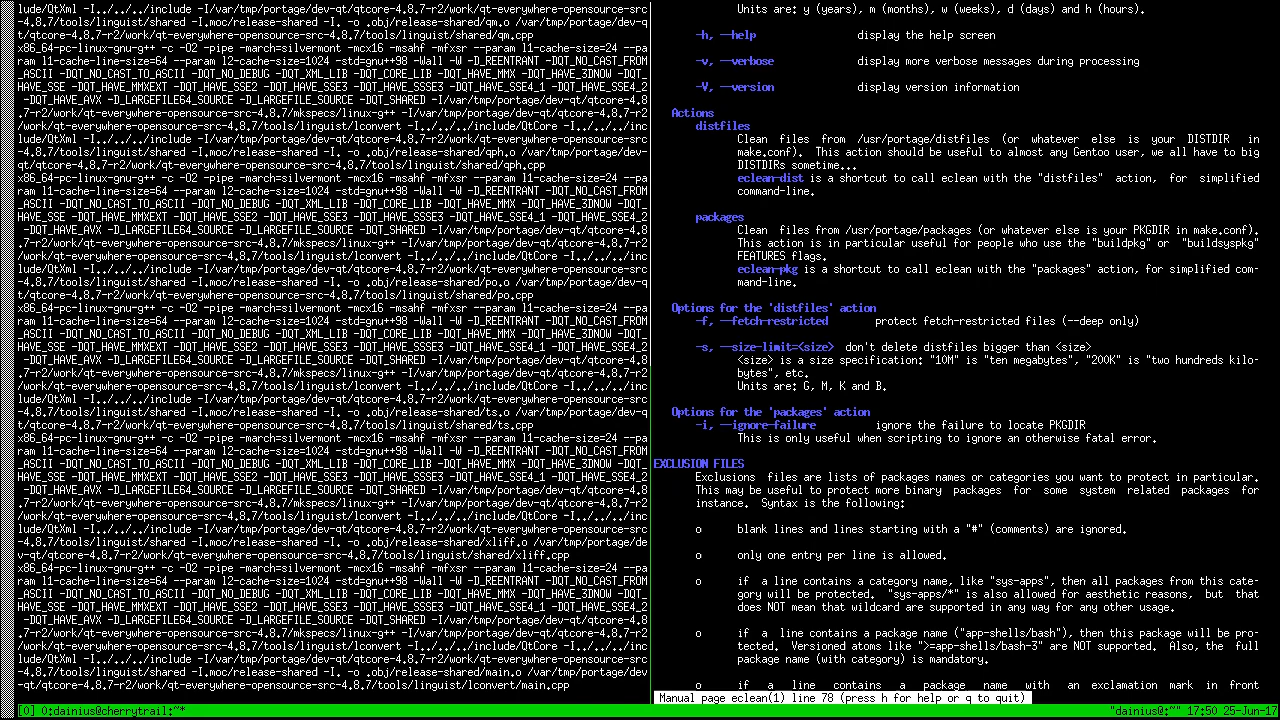 lude/QtXml -I../../../include -I/var/tmp/portage/dev-qt/qtcore-4.8.7-r2/work/qt-everywhere-opensource-src-
4.8.7/tools/linguist/shared -I.moc/release-shared -I. -o .obj/release-shared/qm.o /var/tmp/portage/dev-q
t/qtcore-4.8.7-r2/work/qt-everywhere-opensource-src-4.8.7/tools/linguist/shared/qm.cpp
x86_64-pc-linux-gnu-g++ -c -O2 -pipe -march=silvermont -mcx16 -msahf -mfxsr --param l1-cache-size=24 --pa
ram l1-cache-line-size=64 --param l2-cache-size=1024 -std=gnu++98 -Wall -W -D_REENTRANT -DQT_NO_CAST_FROM
_ASCII -DQT_NO_CAST_TO_ASCII -DQT_NO_DEBUG -DQT_XML_LIB -DQT_CORE_LIB -DQT_HAVE_MMX -DQT_HAVE_3DNOW -DQT_
HAVE_SSE -DQT_HAVE_MMXEXT -DQT_HAVE_SSE2 -DQT_HAVE_SSE3 -DQT_HAVE_SSSE3 -DQT_HAVE_SSE4_1 -DQT_HAVE_SSE4_2
 -DQT_HAVE_AVX -D_LARGEFILE64_SOURCE -D_LARGEFILE_SOURCE -DQT_SHARED -I/var/tmp/portage/dev-qt/qtcore-4.8
.7-r2/work/qt-everywhere-opensource-src-4.8.7/mkspecs/linux-g++ -I/var/tmp/portage/dev-qt/qtcore-4.8.7-r2
/work/qt-everywhere-opensource-src-4.8.7/tools/linguist/lconvert -I../../../include/QtCore -I../../../inc
lude/QtXml -I../../../include -I/var/tmp/portage/dev-qt/qtcore-4.8.7-r2/work/qt-everywhere-opensource-src
-4.8.7/tools/linguist/shared -I.moc/release-shared -I. -o .obj/release-shared/qph.o /var/tmp/portage/dev-
qt/qtcore-4.8.7-r2/work/qt-everywhere-opensource-src-4.8.7/tools/linguist/shared/qph.cpp
x86_64-pc-linux-gnu-g++ -c -O2 -pipe -march=silvermont -mcx16 -msahf -mfxsr --param l1-cache-size=24 --pa
ram l1-cache-line-size=64 --param l2-cache-size=1024 -std=gnu++98 -Wall -W -D_REENTRANT -DQT_NO_CAST_FROM
_ASCII -DQT_NO_CAST_TO_ASCII -DQT_NO_DEBUG -DQT_XML_LIB -DQT_CORE_LIB -DQT_HAVE_MMX -DQT_HAVE_3DNOW -DQT_
HAVE_SSE -DQT_HAVE_MMXEXT -DQT_HAVE_SSE2 -DQT_HAVE_SSE3 -DQT_HAVE_SSSE3 -DQT_HAVE_SSE4_1 -DQT_HAVE_SSE4_2
 -DQT_HAVE_AVX -D_LARGEFILE64_SOURCE -D_LARGEFILE_SOURCE -DQT_SHARED -I/var/tmp/portage/dev-qt/qtcore-4.8
.7-r2/work/qt-everywhere-opensource-src-4.8.7/mkspecs/linux-g++ -I/var/tmp/portage/dev-qt/qtcore-4.8.7-r2
/work/qt-everywhere-opensource-src-4.8.7/tools/linguist/lconvert -I../../../include/QtCore -I../../../inc
lude/QtXml -I../../../include -I/var/tmp/portage/dev-qt/qtcore-4.8.7-r2/work/qt-everywhere-opensource-src
-4.8.7/tools/linguist/shared -I.moc/release-shared -I. -o .obj/release-shared/po.o /var/tmp/portage/dev-q
t/qtcore-4.8.7-r2/work/qt-everywhere-opensource-src-4.8.7/tools/linguist/shared/po.cpp
x86_64-pc-linux-gnu-g++ -c -O2 -pipe -march=silvermont -mcx16 -msahf -mfxsr --param l1-cache-size=24 --pa
ram l1-cache-line-size=64 --param l2-cache-size=1024 -std=gnu++98 -Wall -W -D_REENTRANT -DQT_NO_CAST_FROM
_ASCII -DQT_NO_CAST_TO_ASCII -DQT_NO_DEBUG -DQT_XML_LIB -DQT_CORE_LIB -DQT_HAVE_MMX -DQT_HAVE_3DNOW -DQT_
HAVE_SSE -DQT_HAVE_MMXEXT -DQT_HAVE_SSE2 -DQT_HAVE_SSE3 -DQT_HAVE_SSSE3 -DQT_HAVE_SSE4_1 -DQT_HAVE_SSE4_2
 -DQT_HAVE_AVX -D_LARGEFILE64_SOURCE -D_LARGEFILE_SOURCE -DQT_SHARED -I/var/tmp/portage/dev-qt/qtcore-4.8
.7-r2/work/qt-everywhere-opensource-src-4.8.7/mkspecs/linux-g++ -I/var/tmp/portage/dev-qt/qtcore-4.8.7-r2
/work/qt-everywhere-opensource-src-4.8.7/tools/linguist/lconvert -I../../../include/QtCore -I../../../inc
lude/QtXml -I../../../include -I/var/tmp/portage/dev-qt/qtcore-4.8.7-r2/work/qt-everywhere-opensource-src
-4.8.7/tools/linguist/shared -I.moc/release-shared -I. -o .obj/release-shared/ts.o /var/tmp/portage/dev-q
t/qtcore-4.8.7-r2/work/qt-everywhere-opensource-src-4.8.7/tools/linguist/shared/ts.cpp
x86_64-pc-linux-gnu-g++ -c -O2 -pipe -march=silvermont -mcx16 -msahf -mfxsr --param l1-cache-size=24 --pa
ram l1-cache-line-size=64 --param l2-cache-size=1024 -std=gnu++98 -Wall -W -D_REENTRANT -DQT_NO_CAST_FROM
_ASCII -DQT_NO_CAST_TO_ASCII -DQT_NO_DEBUG -DQT_XML_LIB -DQT_CORE_LIB -DQT_HAVE_MMX -DQT_HAVE_3DNOW -DQT_
HAVE_SSE -DQT_HAVE_MMXEXT -DQT_HAVE_SSE2 -DQT_HAVE_SSE3 -DQT_HAVE_SSSE3 -DQT_HAVE_SSE4_1 -DQT_HAVE_SSE4_2
 -DQT_HAVE_AVX -D_LARGEFILE64_SOURCE -D_LARGEFILE_SOURCE -DQT_SHARED -I/var/tmp/portage/dev-qt/qtcore-4.8
.7-r2/work/qt-everywhere-opensource-src-4.8.7/mkspecs/linux-g++ -I/var/tmp/portage/dev-qt/qtcore-4.8.7-r2
/work/qt-everywhere-opensource-src-4.8.7/tools/linguist/lconvert -I../../../include/QtCore -I../../../inc
lude/QtXml -I../../../include -I/var/tmp/portage/dev-qt/qtcore-4.8.7-r2/work/qt-everywhere-opensource-src
-4.8.7/tools/linguist/shared -I.moc/release-shared -I. -o .obj/release-shared/xliff.o /var/tmp/portage/de
v-qt/qtcore-4.8.7-r2/work/qt-everywhere-opensource-src-4.8.7/tools/linguist/shared/xliff.cpp
x86_64-pc-linux-gnu-g++ -c -O2 -pipe -march=silvermont -mcx16 -msahf -mfxsr --param l1-cache-size=24 --pa
ram l1-cache-line-size=64 --param l2-cache-size=1024 -std=gnu++98 -Wall -W -D_REENTRANT -DQT_NO_CAST_FROM
_ASCII -DQT_NO_CAST_TO_ASCII -DQT_NO_DEBUG -DQT_XML_LIB -DQT_CORE_LIB -DQT_HAVE_MMX -DQT_HAVE_3DNOW -DQT_
HAVE_SSE -DQT_HAVE_MMXEXT -DQT_HAVE_SSE2 -DQT_HAVE_SSE3 -DQT_HAVE_SSSE3 -DQT_HAVE_SSE4_1 -DQT_HAVE_SSE4_2
 -DQT_HAVE_AVX -D_LARGEFILE64_SOURCE -D_LARGEFILE_SOURCE -DQT_SHARED -I/var/tmp/portage/dev-qt/qtcore-4.8
.7-r2/work/qt-everywhere-opensource-src-4.8.7/mkspecs/linux-g++ -I/var/tmp/portage/dev-qt/qtcore-4.8.7-r2
/work/qt-everywhere-opensource-src-4.8.7/tools/linguist/lconvert -I../../../include/QtCore -I../../../inc
lude/QtXml -I../../../include -I/var/tmp/portage/dev-qt/qtcore-4.8.7-r2/work/qt-everywhere-opensource-src
-4.8.7/tools/linguist/shared -I.moc/release-shared -I. -o .obj/release-shared/main.o /var/tmp/portage/dev
-qt/qtcore-4.8.7-r2/work/qt-everywhere-opensource-src-4.8.7/tools/linguist/lconvert/main.cpp
Units are: y (years), m (months), w (weeks), d (days) and h (hours).
-h, --help display the help screen
-v, --verbose display more verbose messages during processing
-V, --version display version information
Actions
distfiles
Clean files from /usr/portage/distfiles (or whatever else is your DISTDIR in
make.conf). This action should be useful to almost any Gentoo user, we all have to big
DISTDIRs sometime...
eclean-dist is a shortcut to call eclean with the "distfiles" action, for simplified
command-line.
packages
Clean files from /usr/portage/packages (or whatever else is your PKGDIR in make.conf).
This action is in particular useful for people who use the "buildpkg" or "buildsyspkg"
FEATURES flags.
eclean-pkg is a shortcut to call eclean with the "packages" action, for simplified com-
mand-line.
Options for the 'distfiles' action
-f, --fetch-restricted protect fetch-restricted files (--deep only)
-s, --size-limit=<size> don't delete distfiles bigger than <size>
<size> is a size specification: "10M" is "ten megabytes", "200K" is "two hundreds kilo-
bytes", etc.
Units are: G, M, K and B.
Options for the 'packages' action
-i, --ignore-failure ignore the failure to locate PKGDIR
This is only useful when scripting to ignore an otherwise fatal error.
EXCLUSION FILES
Exclusions files are lists of packages names or categories you want to protect in particular.
This may be useful to protect more binary packages for some system related packages for
instance. Syntax is the following:
o blank lines and lines starting with a "#" (comments) are ignored.
o only one entry per line is allowed.
o if a line contains a category name, like "sys-apps", then all packages from this cate-
gory will be protected. "sys-apps/*" is also allowed for aesthetic reasons, but that
does NOT mean that wildcard are supported in any way for any other usage.
o if a line contains a package name ("app-shells/bash"), then this package will be pro-
tected. Versioned atoms like ">=app-shells/bash-3" are NOT supported. Also, the full
package name (with category) is mandatory.
o if a line contains a package name with an exclamation mark in front
Manual page eclean(1) line 78 (press h for help or q to quit)
[0] 0:dainius@cherrytrail:~* "dainius@:~" 17:50 25-Jun-17